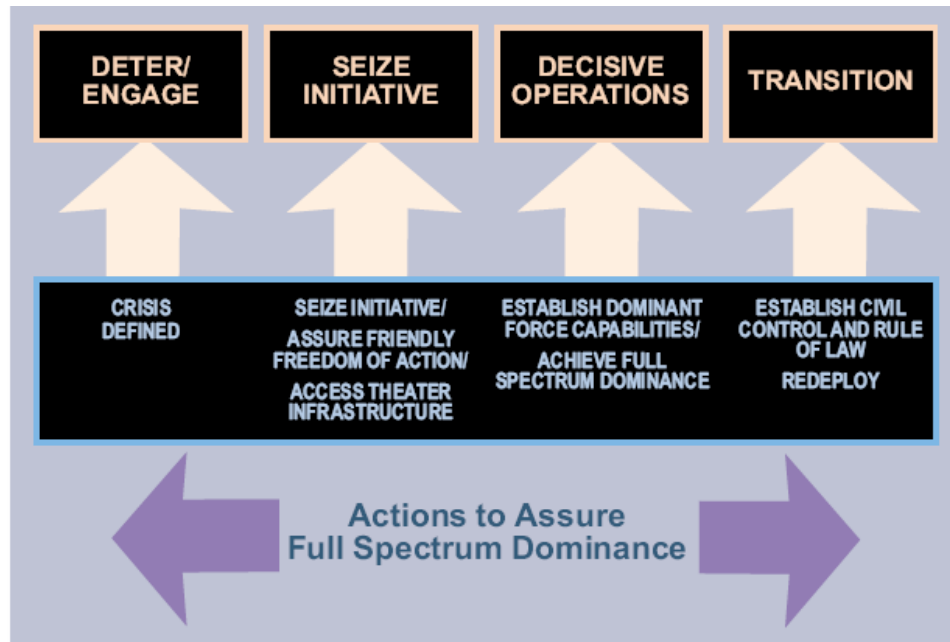 DETER/
ENGAGE
SEIZE
INITIATIVE
DECISIVE
OPERATIONS
TRANSITION
CRISIS
DEFINED
SEIZE INITIATIVE/
ASSURE FRIENDLY
FREEDOM OF ACTION/
ACCESS THEATER
INFRASTRUCTURE
ESTABLISH DOMINANT
FORCE CAPABILITIES/
ACHIEVE FULL
SPECTRUM DOMINANCE
ESTABLISH CIVIL
CONTROL AND RULE
OF LAW
REDEPLOY
Actions to Assure
Full Spectrum Dominance